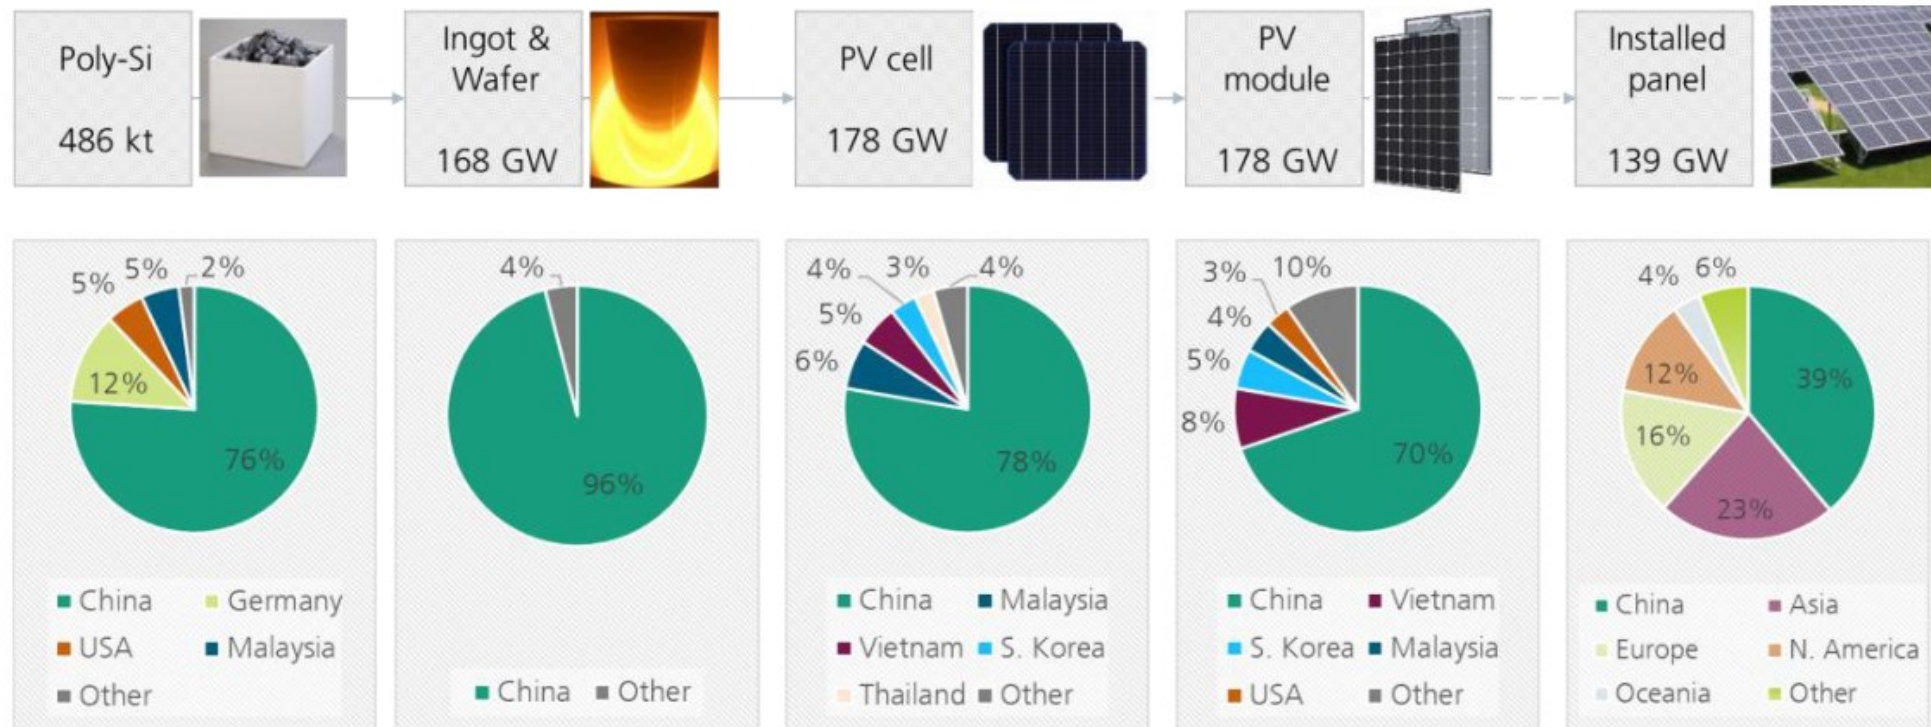 Poly-Si
486 kt
Ingot &
Wafer
168 GW
PV cell
178 GW
PV
module
178 GW
Installed
panel
139 GW
5%
5%
2%
12%
76%
China
Germany
USA
Malaysia
Other
4%
96%
China
Other
4%
3%
4%
5%
6%
78%
China
Malaysia
Vietnam
S. Korea
Thailand
Other
3%
10%
4%
5%
8%
70%
China
Vietnam
S. Korea
Malaysia
USA
Other
4%
6%
12%
39%
16%
23%
China
Asia
Europe
N. America
Oceania
Other